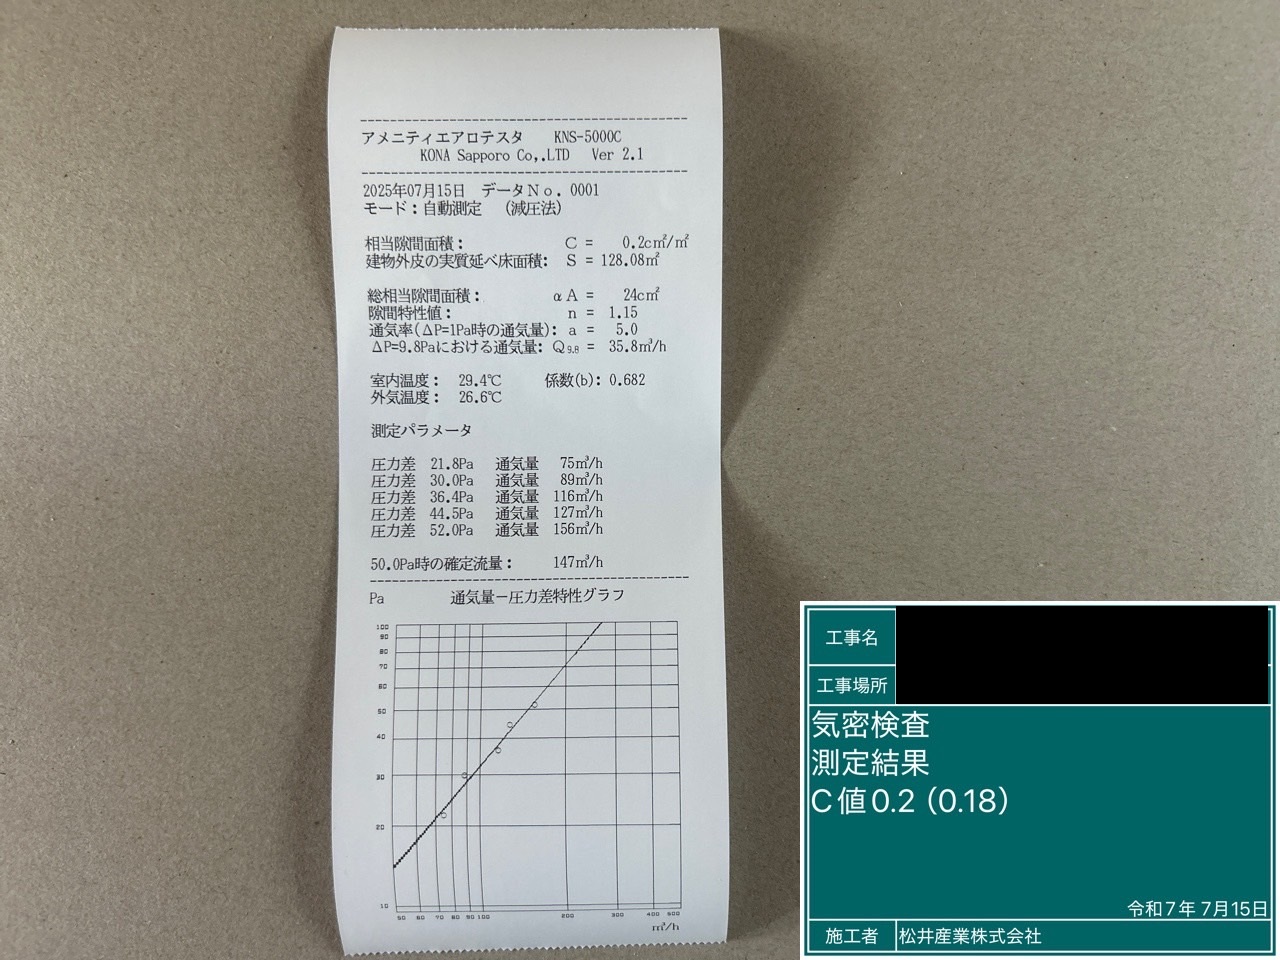 アメニティエアロテスタ KNS-5000C
KONA Sapporo Co,.LTD Ver 2.1
2025年07月15日 データNo. 0001
モード：自動測定 （減圧法）
相当隙間面積： C = 0.2c㎡/㎡
建物外皮の実質延べ床面積: S = 128.08㎡
総相当隙間面積： αA = 24c㎡
隙間特性値： n = 1.15
通気率(ΔP=1Pa時の通気量): a = 5.0
ΔP=9.8Paにおける通気量: Q9.8 = 35.8㎥/h
室内温度： 29.4℃ 係数(b): 0.682
外気温度： 26.6℃
測定パラメータ
圧力差 21.8Pa 通気量 75㎥/h
圧力差 30.0Pa 通気量 89㎥/h
圧力差 36.4Pa 通気量 116㎥/h
圧力差 44.5Pa 通気量 127㎥/h
圧力差 52.0Pa 通気量 156㎥/h
50.0Pa時の確定流量： 147㎥/h
Pa 通気量－圧力差特性グラフ
100
90
80
70
60
50
40
30
20
10
50 60 70 80 90 100 200 300 400 500
㎥/h
工事名
工事場所
気密検査
測定結果
C値0.2（0.18）
令和7年7月15日
施工者 松井産業株式会社